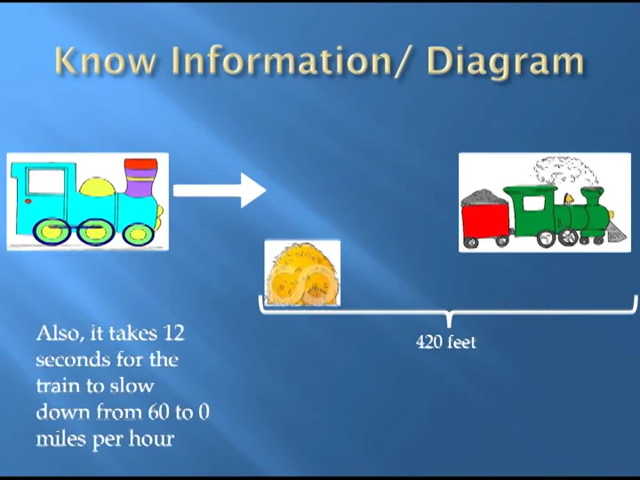 Know Information/ Diagram
420 feet
Also, it takes 12
seconds for the
train to slow
down from 60 to 0
miles per hour